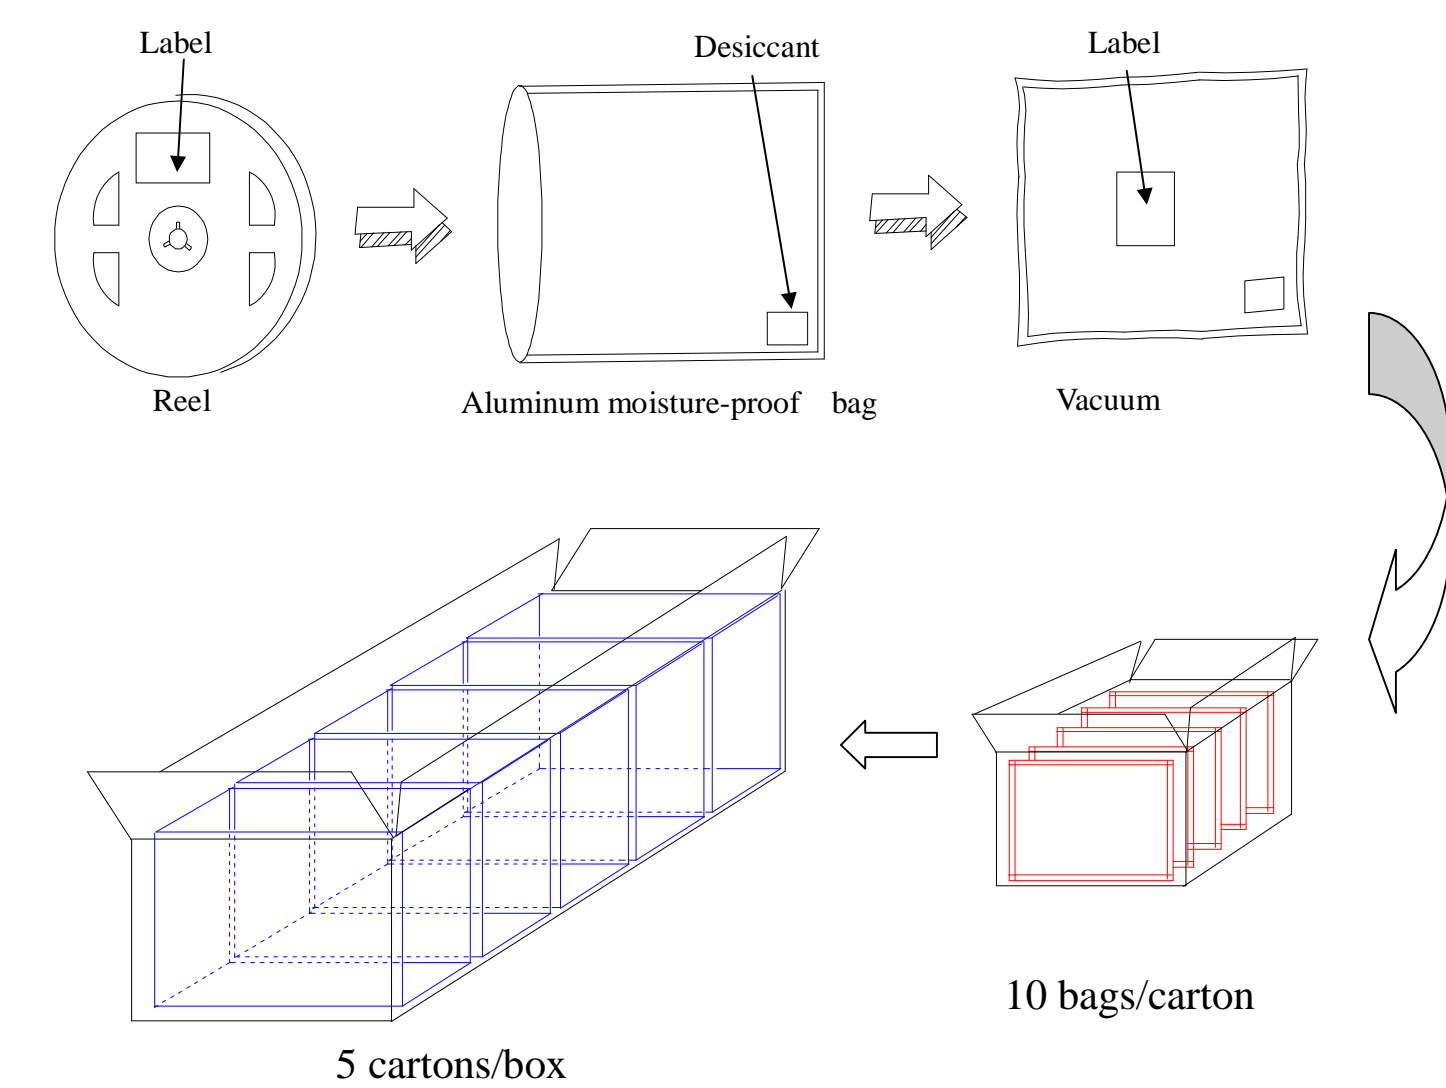 Label
Desiccant
Label
Reel
Aluminum moisture-proof bag
Vacuum
10 bags/carton
5 cartons/box